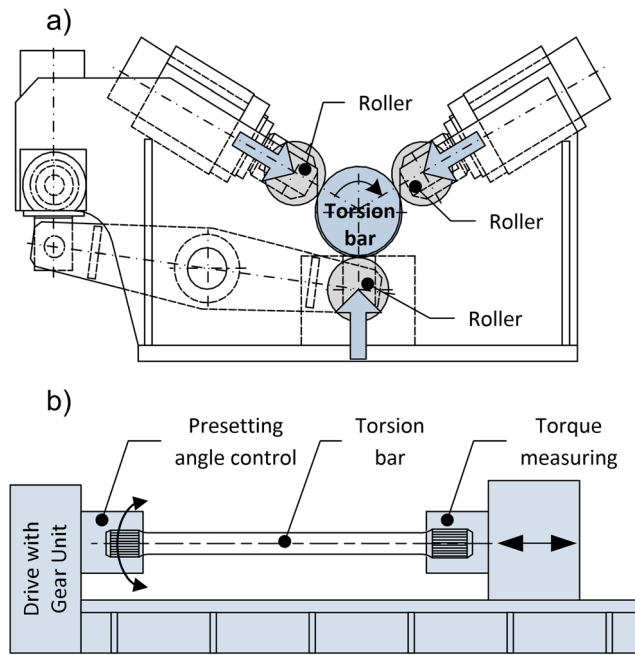 a)
Roller
Roller
Torsion
bar
Roller
b)
Presetting
angle control
Torsion
bar
Torque
measuring
Drive with
Gear Unit